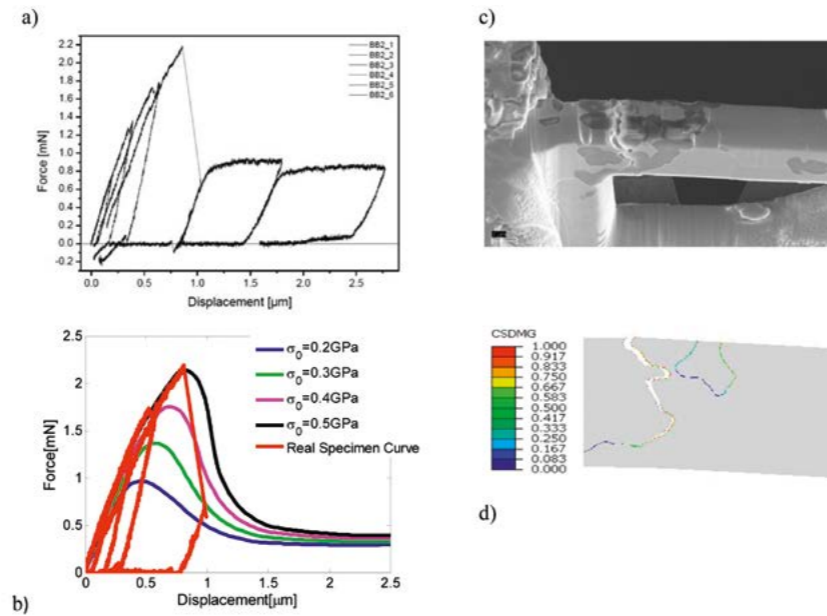 a)
2.2
2.0
1.8
1.6
1.4
1.2
1.0
0.8
0.6
0.4
0.2
0.0
-0.2
Force [mN]
BB2_1
BB2_2
BB2_3
BB2_4
BB2_5
BB2_6
0.0 0.5 1.0 1.5 2.0 2.5
Displacement [µm]
c)
2.5
2
1.5
1
0.5
0
Force[mN]
σ₀=0.2GPa
σ₀=0.3GPa
σ₀=0.4GPa
σ₀=0.5GPa
Real Specimen Curve
0 0.5 1 1.5 2 2.5
Displacement[µm]
b)
CSDMG
1.000
0.917
0.833
0.750
0.667
0.583
0.500
0.417
0.333
0.250
0.167
0.083
0.000
d)